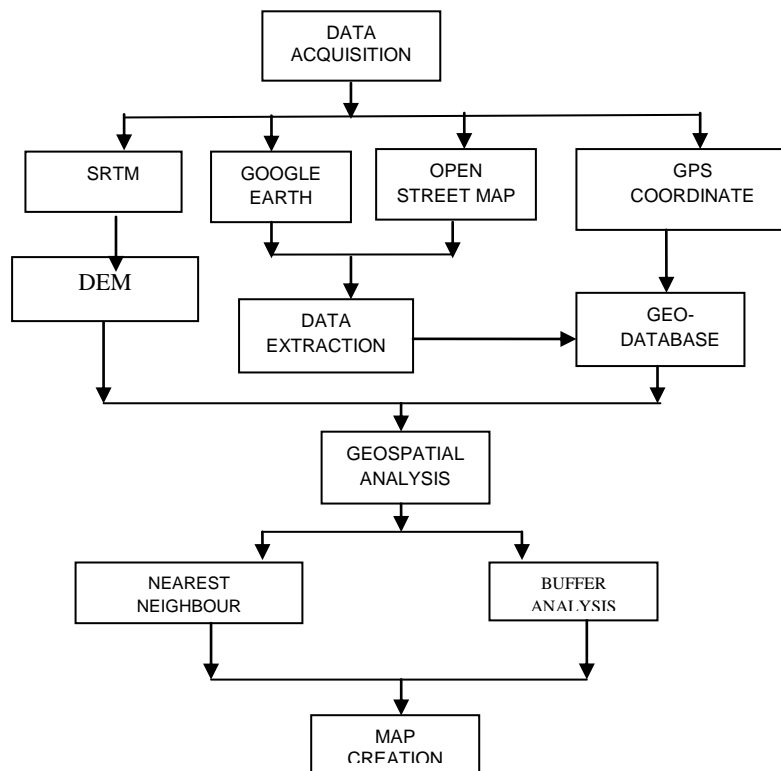 DATA
ACQUISITION
SRTM
GOOGLE
EARTH
OPEN
STREET MAP
GPS
COORDINATE
DEM
DATA
EXTRACTION
GEO-
DATABASE
GEOSPATIAL
ANALYSIS
NEAREST
NEIGHBOUR
BUFFER
ANALYSIS
MAP
CREATION